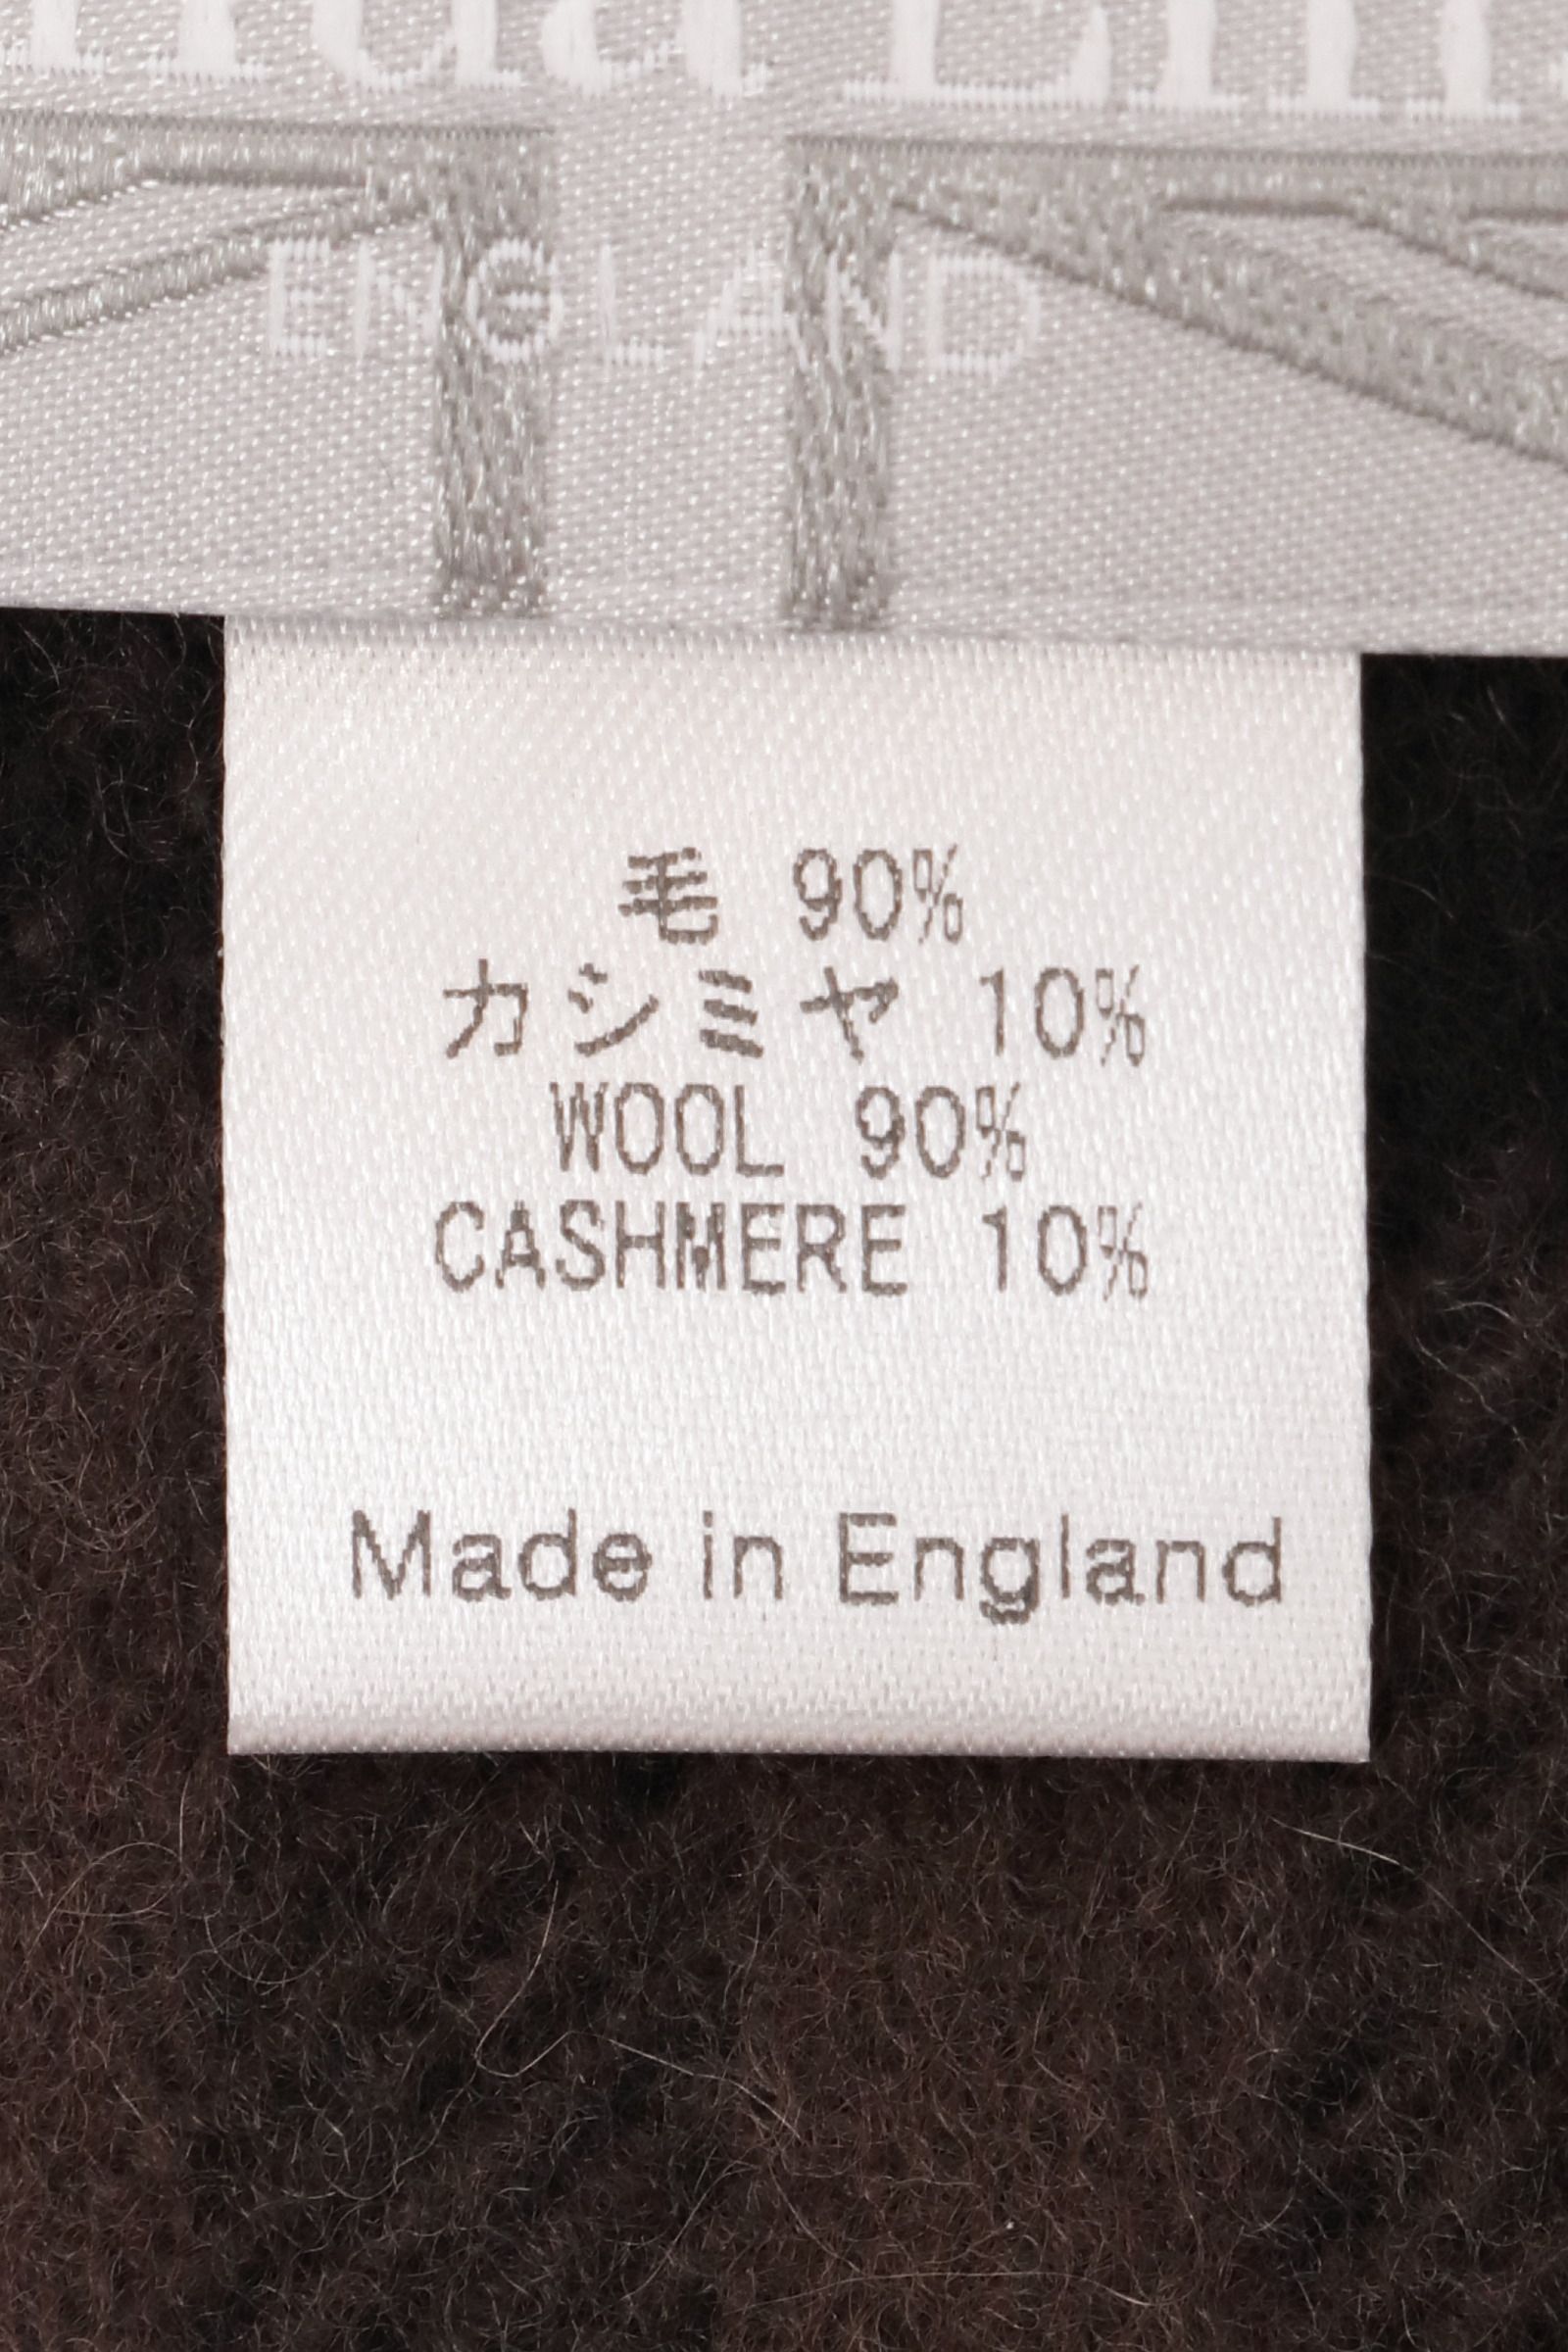 ENGLAND
毛 90%
カシミヤ 10%
WOOL 90%
CASHMERE 10%
Made in England